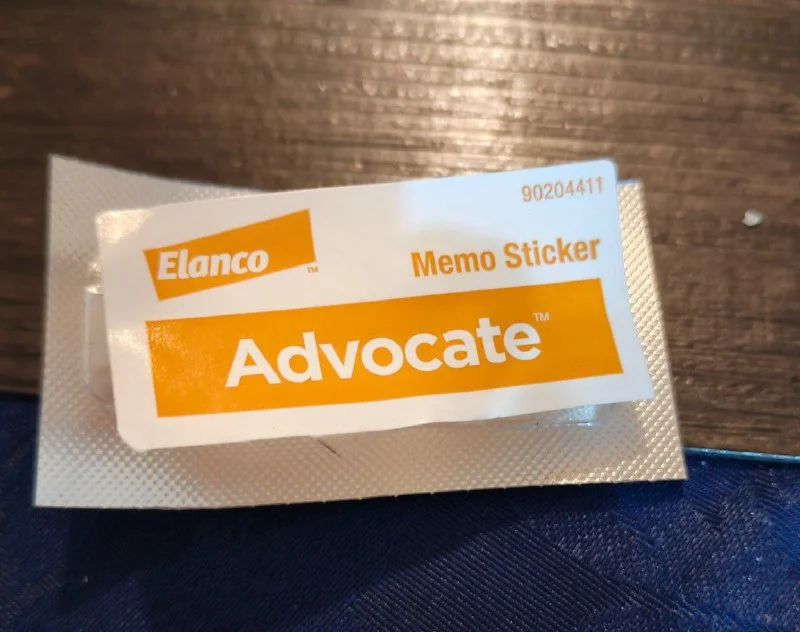 90204411
Elanco™
Memo Sticker
Advocate™